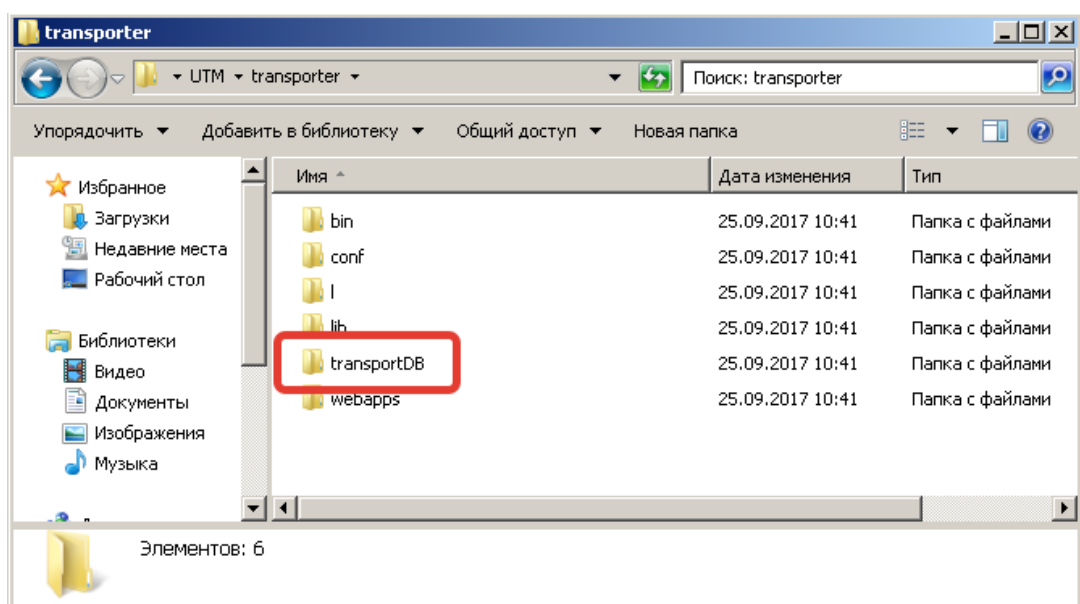 transporter
UTM transporter
Поиск: transporter
Упорядочить Добавить в библиотеку Общий доступ Новая папка
Избранное
Загрузки
Недавние места
Рабочий стол
Библиотеки
Видео
Документы
Изображения
Музыка
Имя Дата изменения Тип
bin 25.09.2017 10:41 Папка с файлами
conf 25.09.2017 10:41 Папка с файлами
l 25.09.2017 10:41 Папка с файлами
lib 25.09.2017 10:41 Папка с файлами
transportDB 25.09.2017 10:41 Папка с файлами
webapps 25.09.2017 10:41 Папка с файлами
Элементов: 6